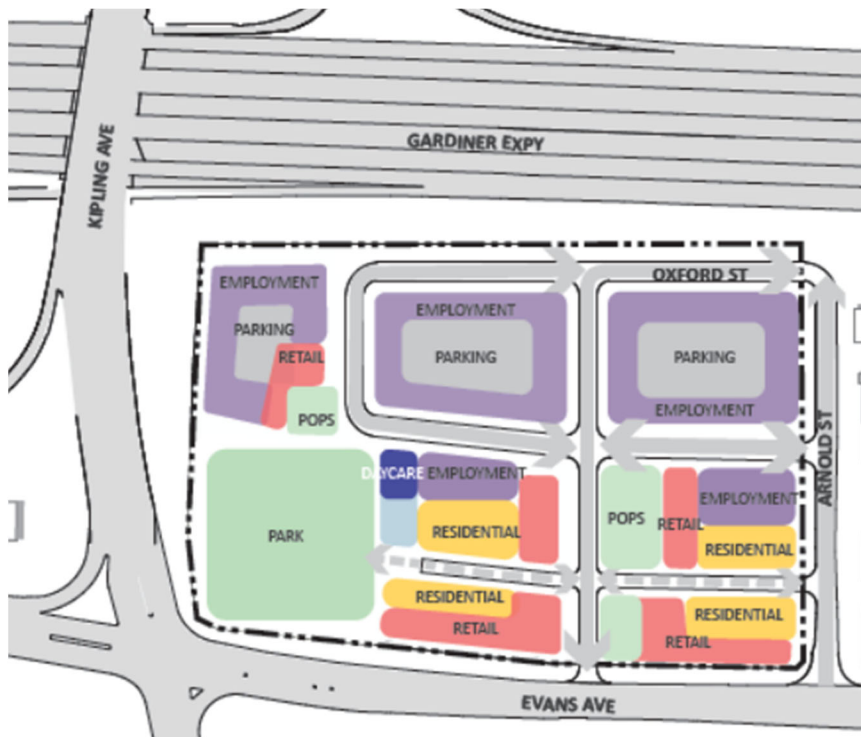 GARDINER EXPY
KIPLING AVE
OXFORD ST
EMPLOYMENT
PARKING
RETAIL
POPS
EMPLOYMENT
PARKING
PARKING
EMPLOYMENT
ARNOLD ST
DAYCARE
EMPLOYMENT
PARK
RESIDENTIAL
POPS
RETAIL
EMPLOYMENT
RESIDENTIAL
RESIDENTIAL
RETAIL
RESIDENTIAL
RETAIL
EVANS AVE